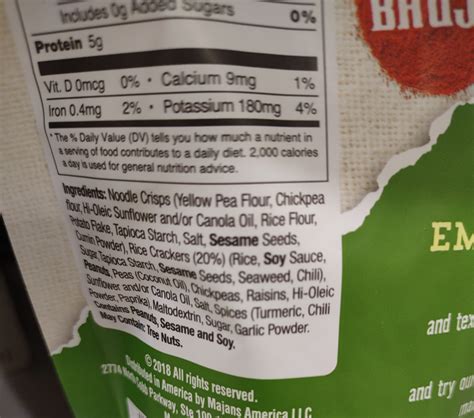 Includes 0g Added Sugars 0%
Protein 5g
Vit. D 0mcg 0% • Calcium 9mg 1%
Iron 0.4mg 2% • Potassium 180mg 4%
* The % Daily Value (DV) tells you how much a nutrient in
a serving of food contributes to a daily diet. 2,000 calories
a day is used for general nutrition advice.
Ingredients: Noodle Crisps (Yellow Pea Flour, Chickpea
flour, Hi-Oleic Sunflower and/or Canola Oil, Rice Flour,
Potato Flake, Tapioca Starch, Salt, Sesame Seeds,
Cumin Powder), Rice Crackers (20%) (Rice, Soy Sauce,
Sugar, Tapioca Starch, Sesame Seeds, Seaweed, Chili),
Peanuts, Peas (Coconut Oil), Chickpeas, Raisins, Hi-Oleic
Sunflower and/or Canola Oil, Salt, Spices (Turmeric, Chili
Powder, Paprika), Maltodextrin, Sugar, Garlic Powder.
Contains Peanuts, Sesame and Soy.
May Contain: Tree Nuts.
© 2018 All rights reserved.
Distributed in America by Majans America LLC
2774 North Cobb Parkway, Ste
BHUJ
EM
and tex
and try our